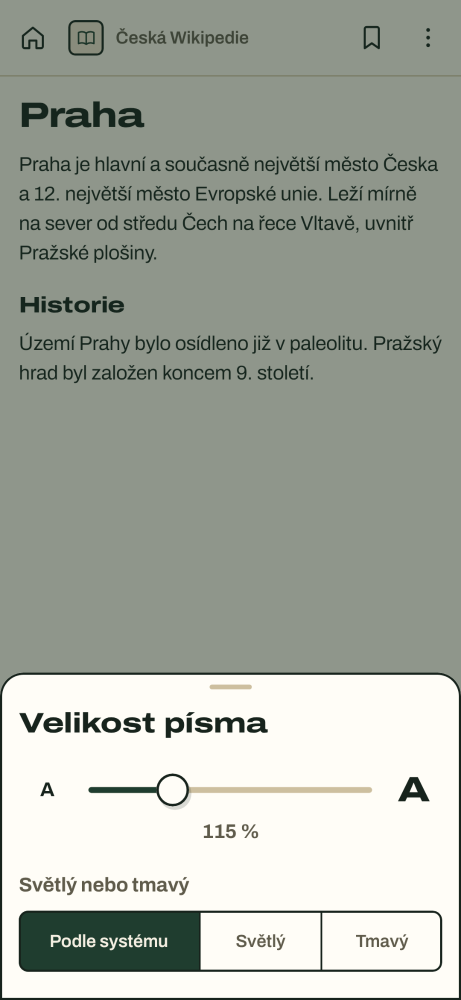 Česká Wikipedie
Praha
Praha je hlavní a současně největší město Česka
a 12. největší město Evropské unie. Leží mírně
na sever od středu Čech na řece Vltavě, uvnitř
Pražské plošiny.
Historie
Území Prahy bylo osídleno již v paleolitu. Pražský
hrad byl založen koncem 9. století.
Velikost písma
A A
115 %
Světlý nebo tmavý
Podle systému Světlý Tmavý